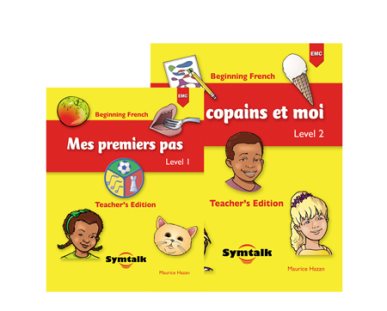 EMC
Beginning French
Mes premiers pas
Level 1
Teacher's Edition
Symtalk
Maurice Hazan
EMC
Beginning French
copains et moi
Level 2
Teacher's Edition
Symtalk
Maurice Hazan